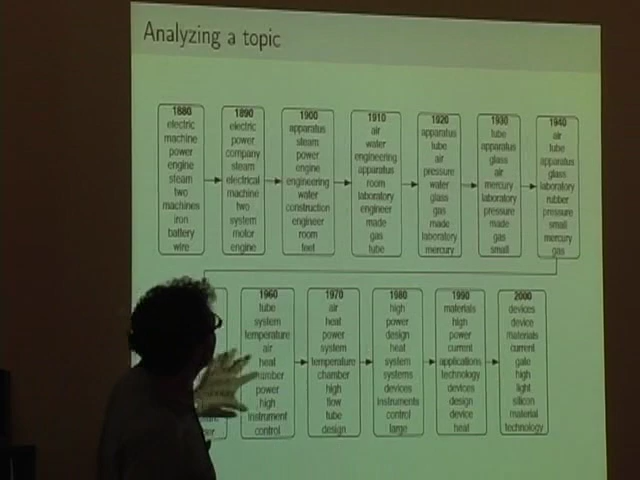 Analyzing a topic
1880
electric
machine
power
engine
steam
two
machines
iron
battery
wire
1890
electric
power
company
steam
electrical
machine
two
system
motor
engine
1900
apparatus
steam
power
engine
engineering
water
construction
engineer
room
feet
1910
air
water
engineering
apparatus
room
laboratory
engineer
made
gas
tube
1920
apparatus
tube
air
pressure
water
glass
gas
made
laboratory
mercury
1930
tube
apparatus
glass
air
mercury
laboratory
pressure
made
gas
small
1940
air
tube
apparatus
glass
laboratory
rubber
pressure
small
mercury
gas
1960
tube
system
temperature
air
heat
chamber
power
high
instrument
control
1970
air
heat
power
system
temperature
chamber
high
flow
tube
design
1980
high
power
design
heat
system
systems
devices
instruments
control
large
1990
materials
high
power
current
applications
technology
devices
design
device
heat
2000
devices
device
materials
current
gate
high
light
silicon
material
technology